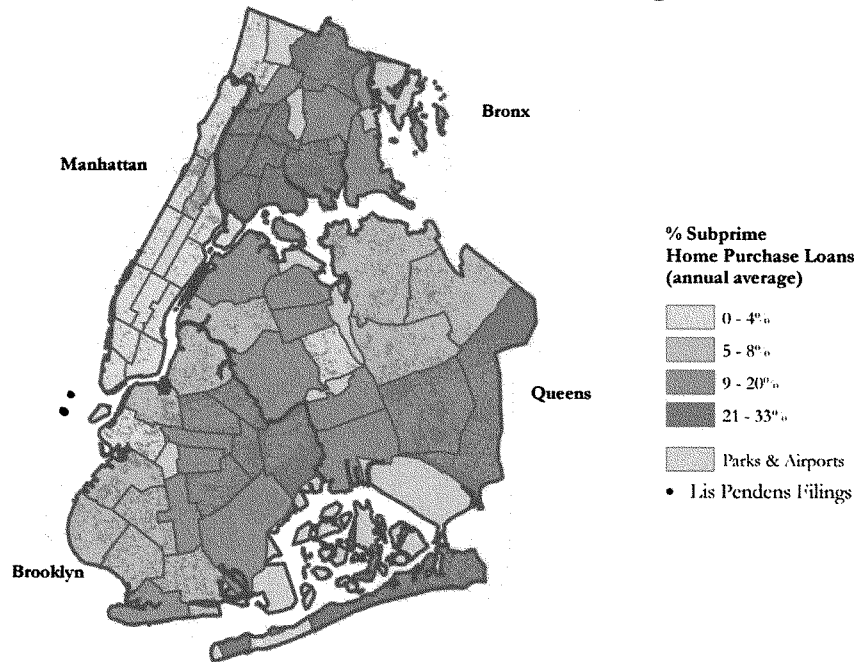 Bronx
Manhattan
% Subprime
Home Purchase Loans
(annual average)
0 - 4%
5 - 8%
9 - 20%
Queens
21 - 33%
Parks & Airports
• Lis Pendens Filings
Brooklyn